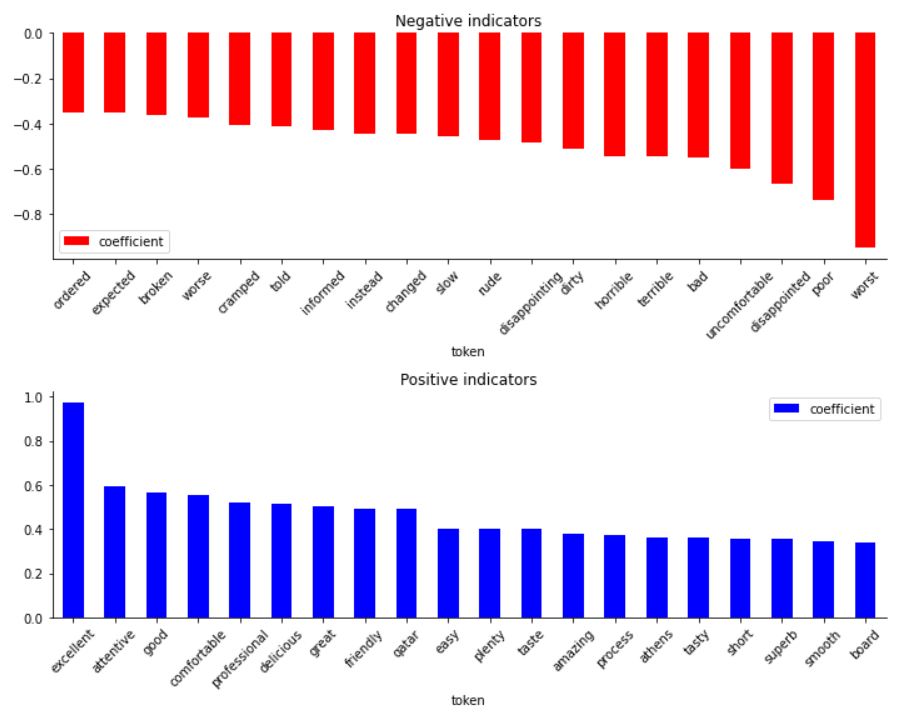 Negative indicators
0.0
−0.2
−0.4
−0.6
−0.8
coefficient
ordered
expected
broken
worse
cramped
told
informed
instead
changed
slow
rude
disappointing
dirty
horrible
terrible
bad
uncomfortable
disappointed
poor
worst
token
Positive indicators
1.0
0.8
0.6
0.4
0.2
0.0
coefficient
excellent
attentive
good
comfortable
professional
delicious
great
friendly
qatar
easy
plenty
taste
amazing
process
athens
tasty
short
superb
smooth
board
token